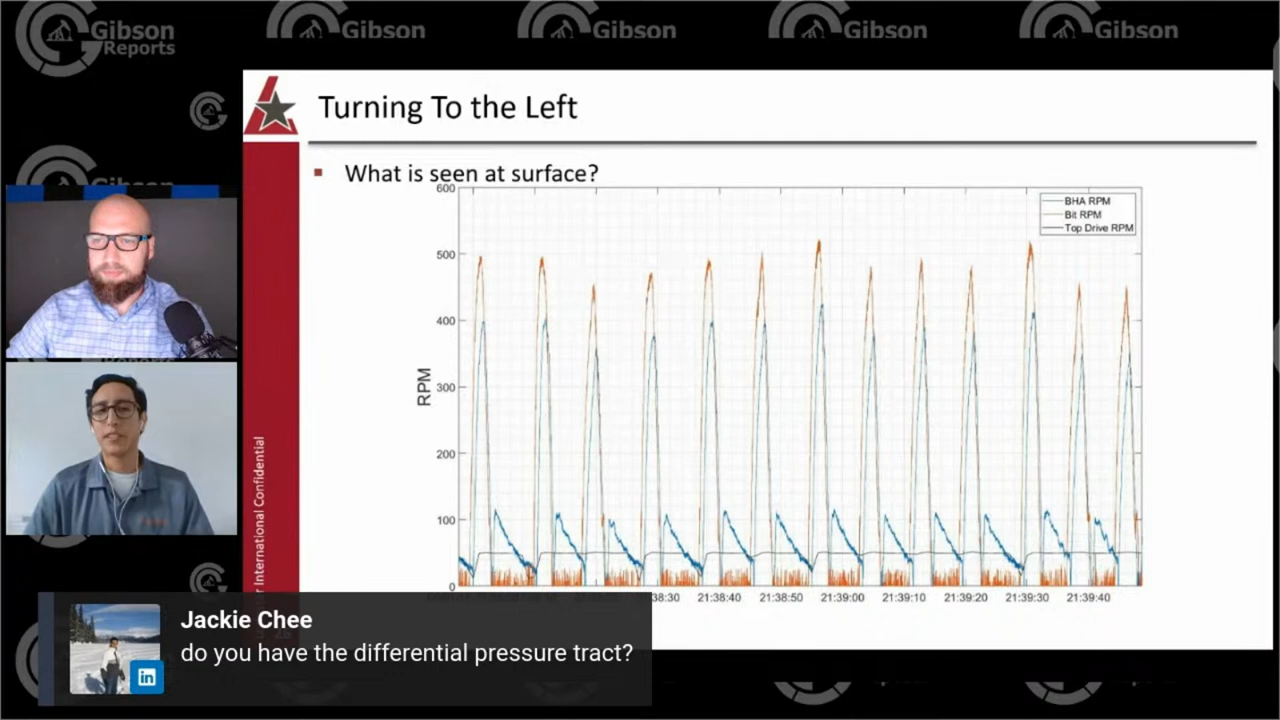 Gibson
Reports
Gibson
Gibson
Gibson
Gibson
Gibson
Turning To the Left
What is seen at surface?
RPM
600
500
400
300
200
100
0
BHA RPM
Bit RPM
Top Drive RPM
:38:30
21:38:40
21:38:50
21:39:00
21:39:10
21:39:20
21:39:30
21:39:40
International Confidential
Jackie Chee
do you have the differential pressure tract?
in